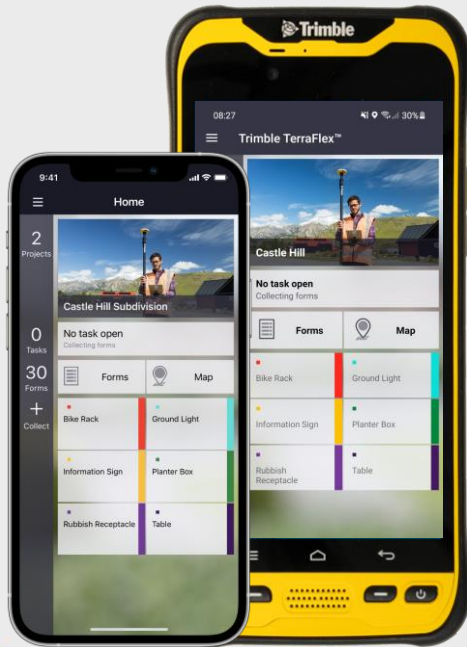 Trimble
08:27
30%
Trimble TerraFlex™
Castle Hill
No task open
Collecting forms
Forms
Map
Bike Rack
Ground Light
Information Sign
Planter Box
Rubbish
Receptacle
Table
9:41
Home
2
Projects
0
Tasks
30
Forms
+
Collect
Castle Hill Subdivision
No task open
Collecting forms
Forms
Map
Bike Rack
Ground Light
Information Sign
Planter Box
Rubbish Receptacle
Table